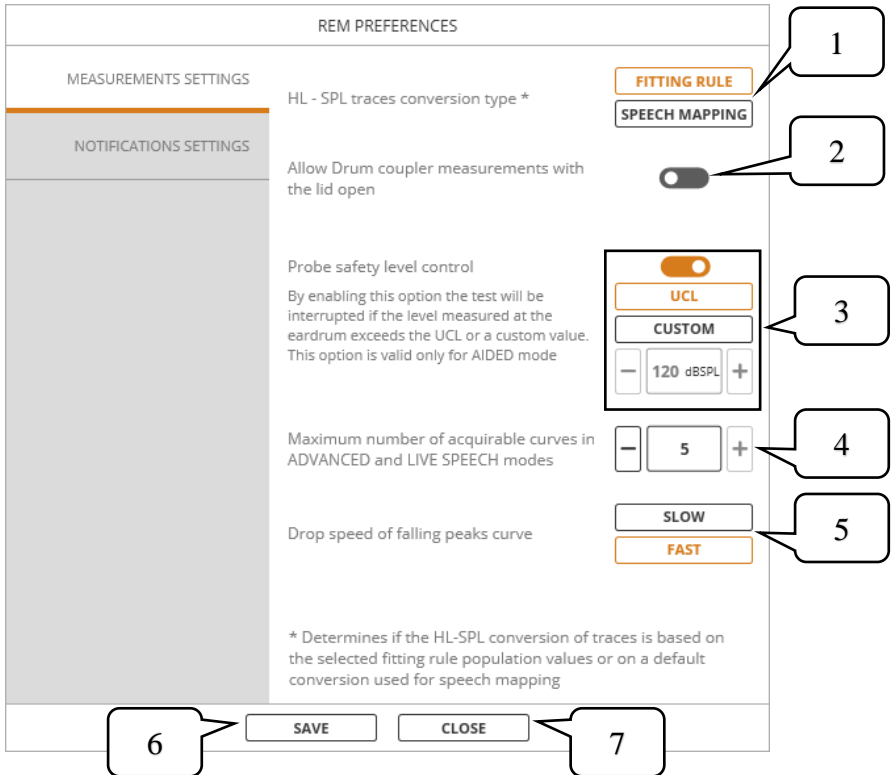 REM PREFERENCES
MEASUREMENTS SETTINGS
NOTIFICATIONS SETTINGS
HL - SPL traces conversion type *
FITTING RULE
SPEECH MAPPING
1
Allow Drum coupler measurements with
the lid open
2
Probe safety level control
By enabling this option the test will be
interrupted if the level measured at the
eardrum exceeds the UCL or a custom value.
This option is valid only for AIDED mode
UCL
CUSTOM
− 120 dBSPL +
3
Maximum number of acquirable curves in
ADVANCED and LIVE SPEECH modes
− 5 +
4
Drop speed of falling peaks curve
SLOW
FAST
5
* Determines if the HL-SPL conversion of traces is based on
the selected fitting rule population values or on a default
conversion used for speech mapping
6
SAVE
CLOSE
7